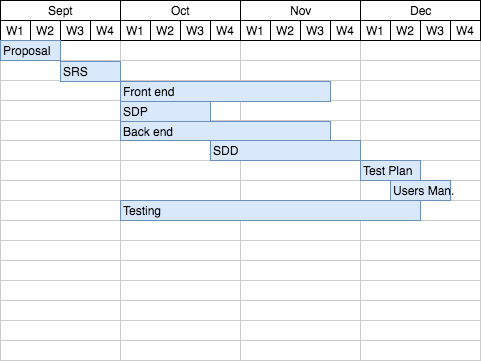 Sept Oct Nov Dec
W1 W2 W3 W4 W1 W2 W3 W4 W1 W2 W3 W4 W1 W2 W3 W4
Proposal
SRS
Front end
SDP
Back end
SDD
Test Plan
Users Man.
Testing